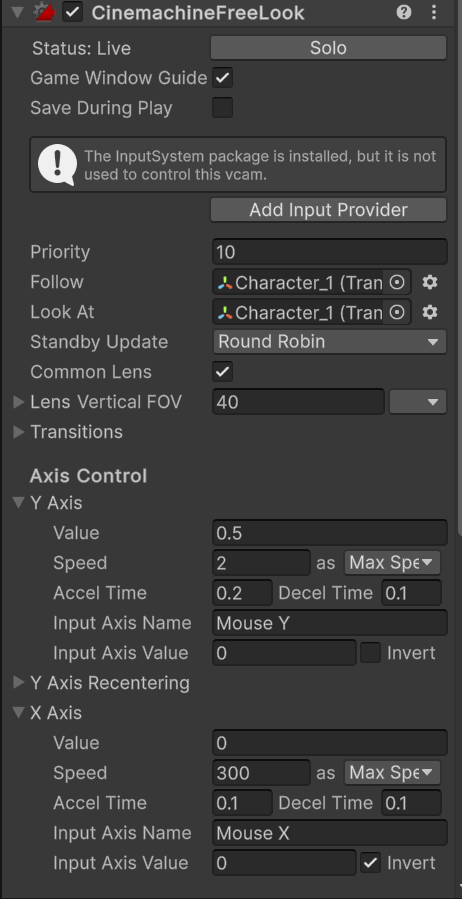 CinemachineFreeLook
Status: Live Solo
Game Window Guide
Save During Play
The InputSystem package is installed, but it is not
used to control this vcam.
Add Input Provider
Priority 10
Follow Character_1 (Tran
Look At Character_1 (Tran
Standby Update Round Robin
Common Lens
Lens Vertical FOV 40
Transitions
Axis Control
Y Axis
Value 0.5
Speed 2 as Max Spe
Accel Time 0.2 Decel Time 0.1
Input Axis Name Mouse Y
Input Axis Value 0 Invert
Y Axis Recentering
X Axis
Value 0
Speed 300 as Max Spe
Accel Time 0.1 Decel Time 0.1
Input Axis Name Mouse X
Input Axis Value 0 Invert